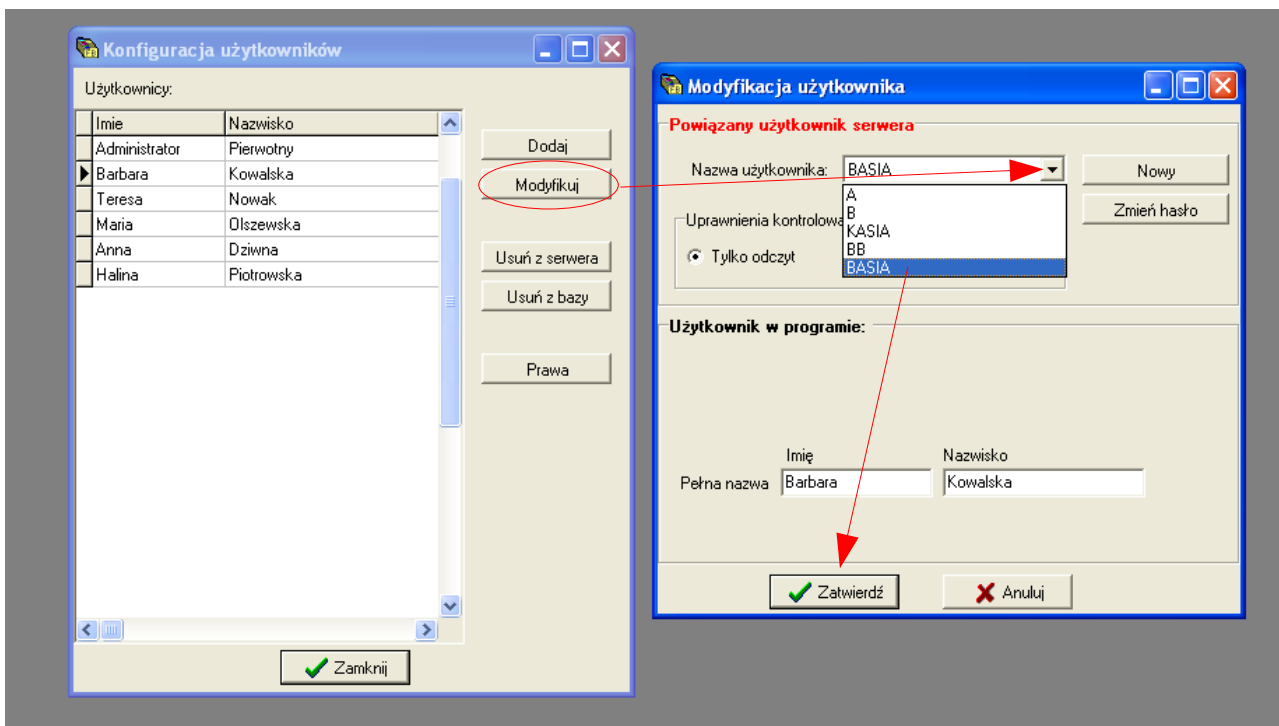 Konfiguracja użytkowników
Użytkownicy:
Imie Nazwisko
Administrator Pierwotny
Barbara Kowalska
Teresa Nowak
Maria Olszewska
Anna Dziwna
Halina Piotrowska
Dodaj
Modyfikuj
Usuń z serwera
Usuń z bazy
Prawa
Zamknij
Modyfikacja użytkownika
Powiązany użytkownik serwera
Nazwa użytkownika: BASIA
Nowy
A
B
KASIA
BB
BASIA
Zmień hasło
Uprawnienia kontrolowa
Tylko odczyt
Użytkownik w programie:
Imię Nazwisko
Pełna nazwa Barbara Kowalska
Zatwierdź Anuluj